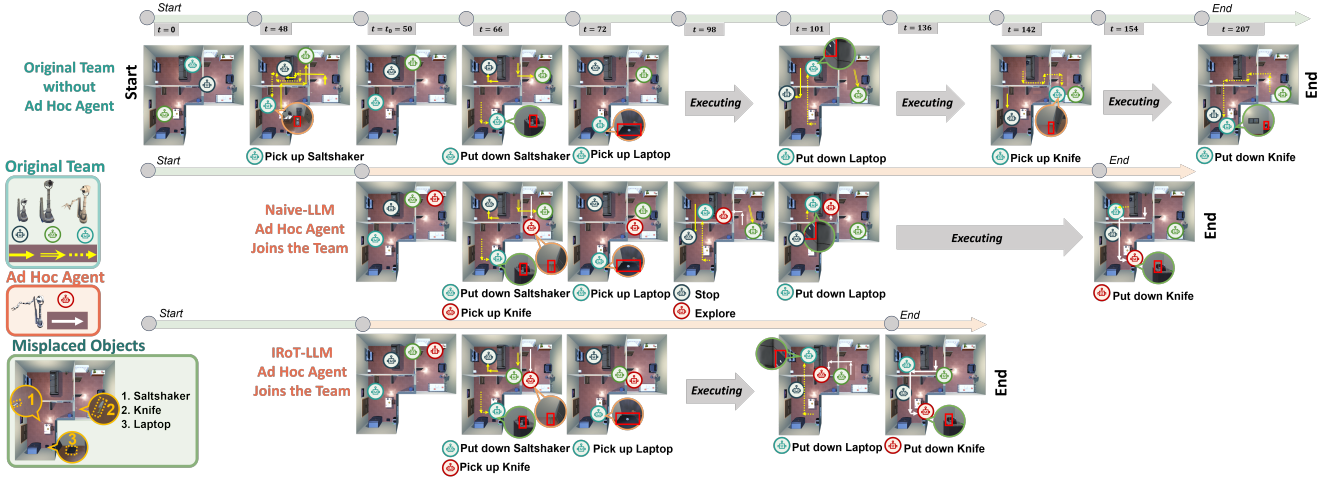 Start
End
t = 0
t = 48
t = t₀ = 50
t = 66
t = 72
t = 98
t = 101
t = 136
t = 142
t = 154
t = 207
Original Team
without
Ad Hoc Agent
Start
Executing
Executing
Executing
End
Pick up Saltshaker
Put down Saltshaker
Pick up Laptop
Put down Laptop
Pick up Knife
Put down Knife
Original Team
Start
End
Naive-LLM
Ad Hoc Agent
Joins the Team
Executing
End
Put down Saltshaker
Pick up Laptop
Stop
Put down Laptop
Put down Knife
Pick up Knife
Explore
Ad Hoc Agent
Start
End
Misplaced Objects
1
2
3
1. Saltshaker
2. Knife
3. Laptop
IRoT-LLM
Ad Hoc Agent
Joins the Team
Executing
End
Put down Saltshaker
Pick up Laptop
Put down Laptop
Put down Knife
Pick up Knife